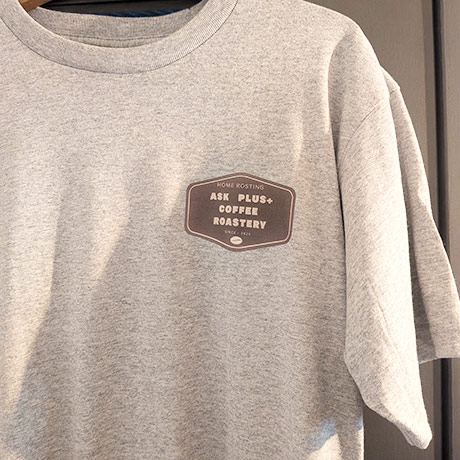 HOME ROSTING
ASK PLUS+
COFFEE
ROASTERY